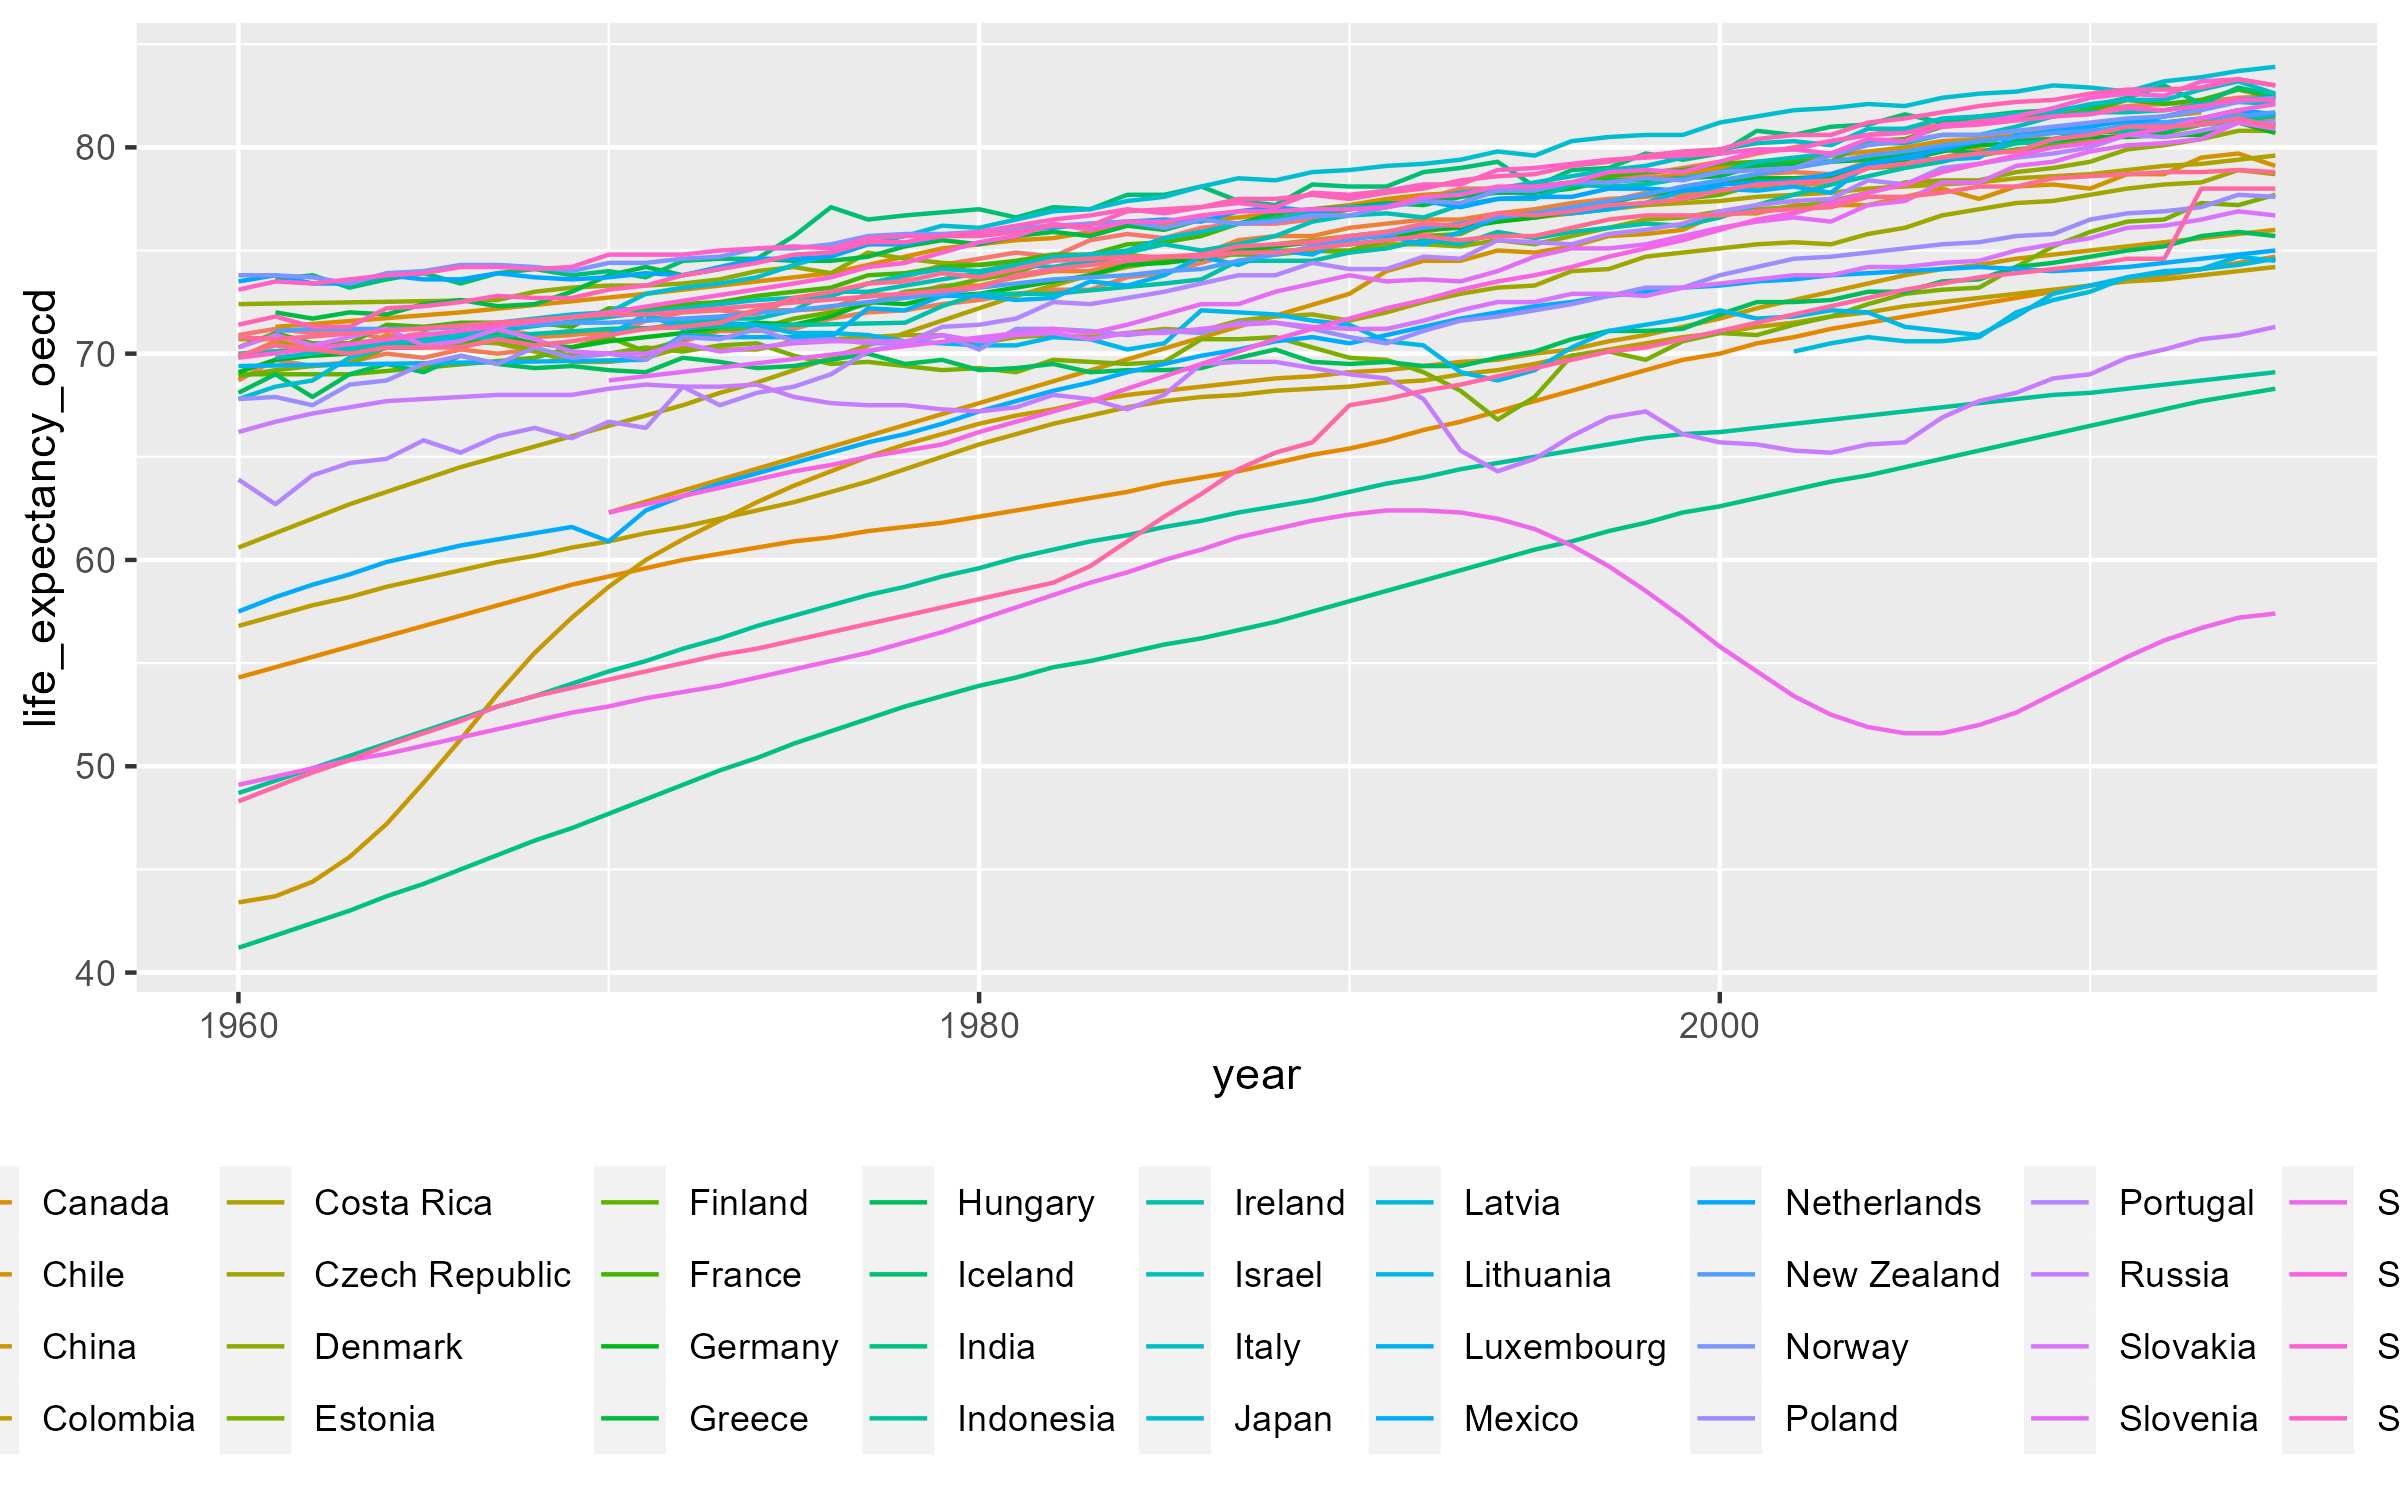 life_expectancy_oecd
80
70
60
50
40
1960 1980 2000
year
Canada Costa Rica Finland Hungary Ireland Latvia Netherlands Portugal S
Chile Czech Republic France Iceland Israel Lithuania New Zealand Russia S
China Denmark Germany India Italy Luxembourg Norway Slovakia S
Colombia Estonia Greece Indonesia Japan Mexico Poland Slovenia S